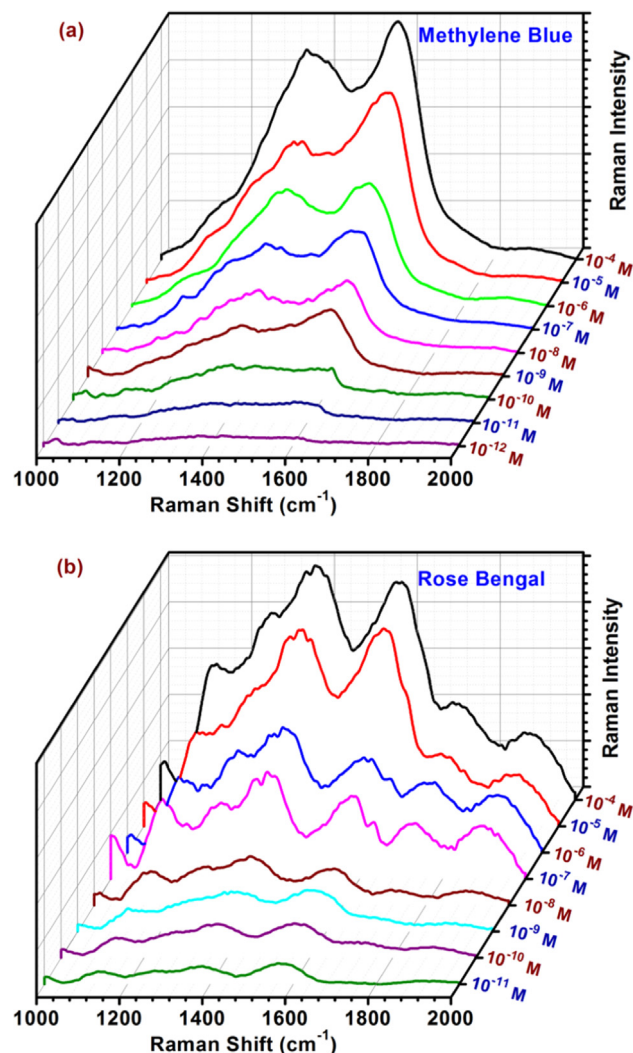 (a)
Methylene Blue
Raman Intensity
10⁻⁴ M
10⁻⁵ M
10⁻⁶ M
10⁻⁷ M
10⁻⁸ M
10⁻⁹ M
10⁻¹⁰ M
10⁻¹¹ M
10⁻¹² M
1000 1200 1400 1600 1800 2000
Raman Shift (cm⁻¹)
(b)
Rose Bengal
Raman Intensity
10⁻⁴ M
10⁻⁵ M
10⁻⁶ M
10⁻⁷ M
10⁻⁸ M
10⁻⁹ M
10⁻¹⁰ M
10⁻¹¹ M
1000 1200 1400 1600 1800 2000
Raman Shift (cm⁻¹)